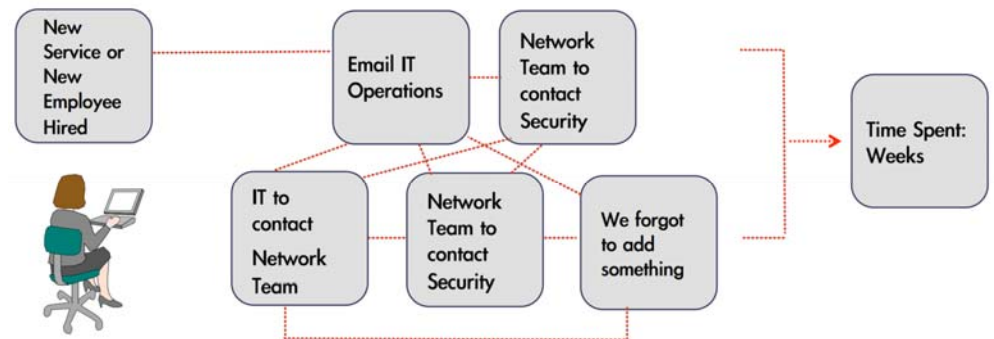 New
Service or
New
Employee
Hired
Email IT
Operations
Network
Team to
contact
Security
Time Spent:
Weeks
IT to
contact
Network
Team
Network
Team to
contact
Security
We forgot
to add
something